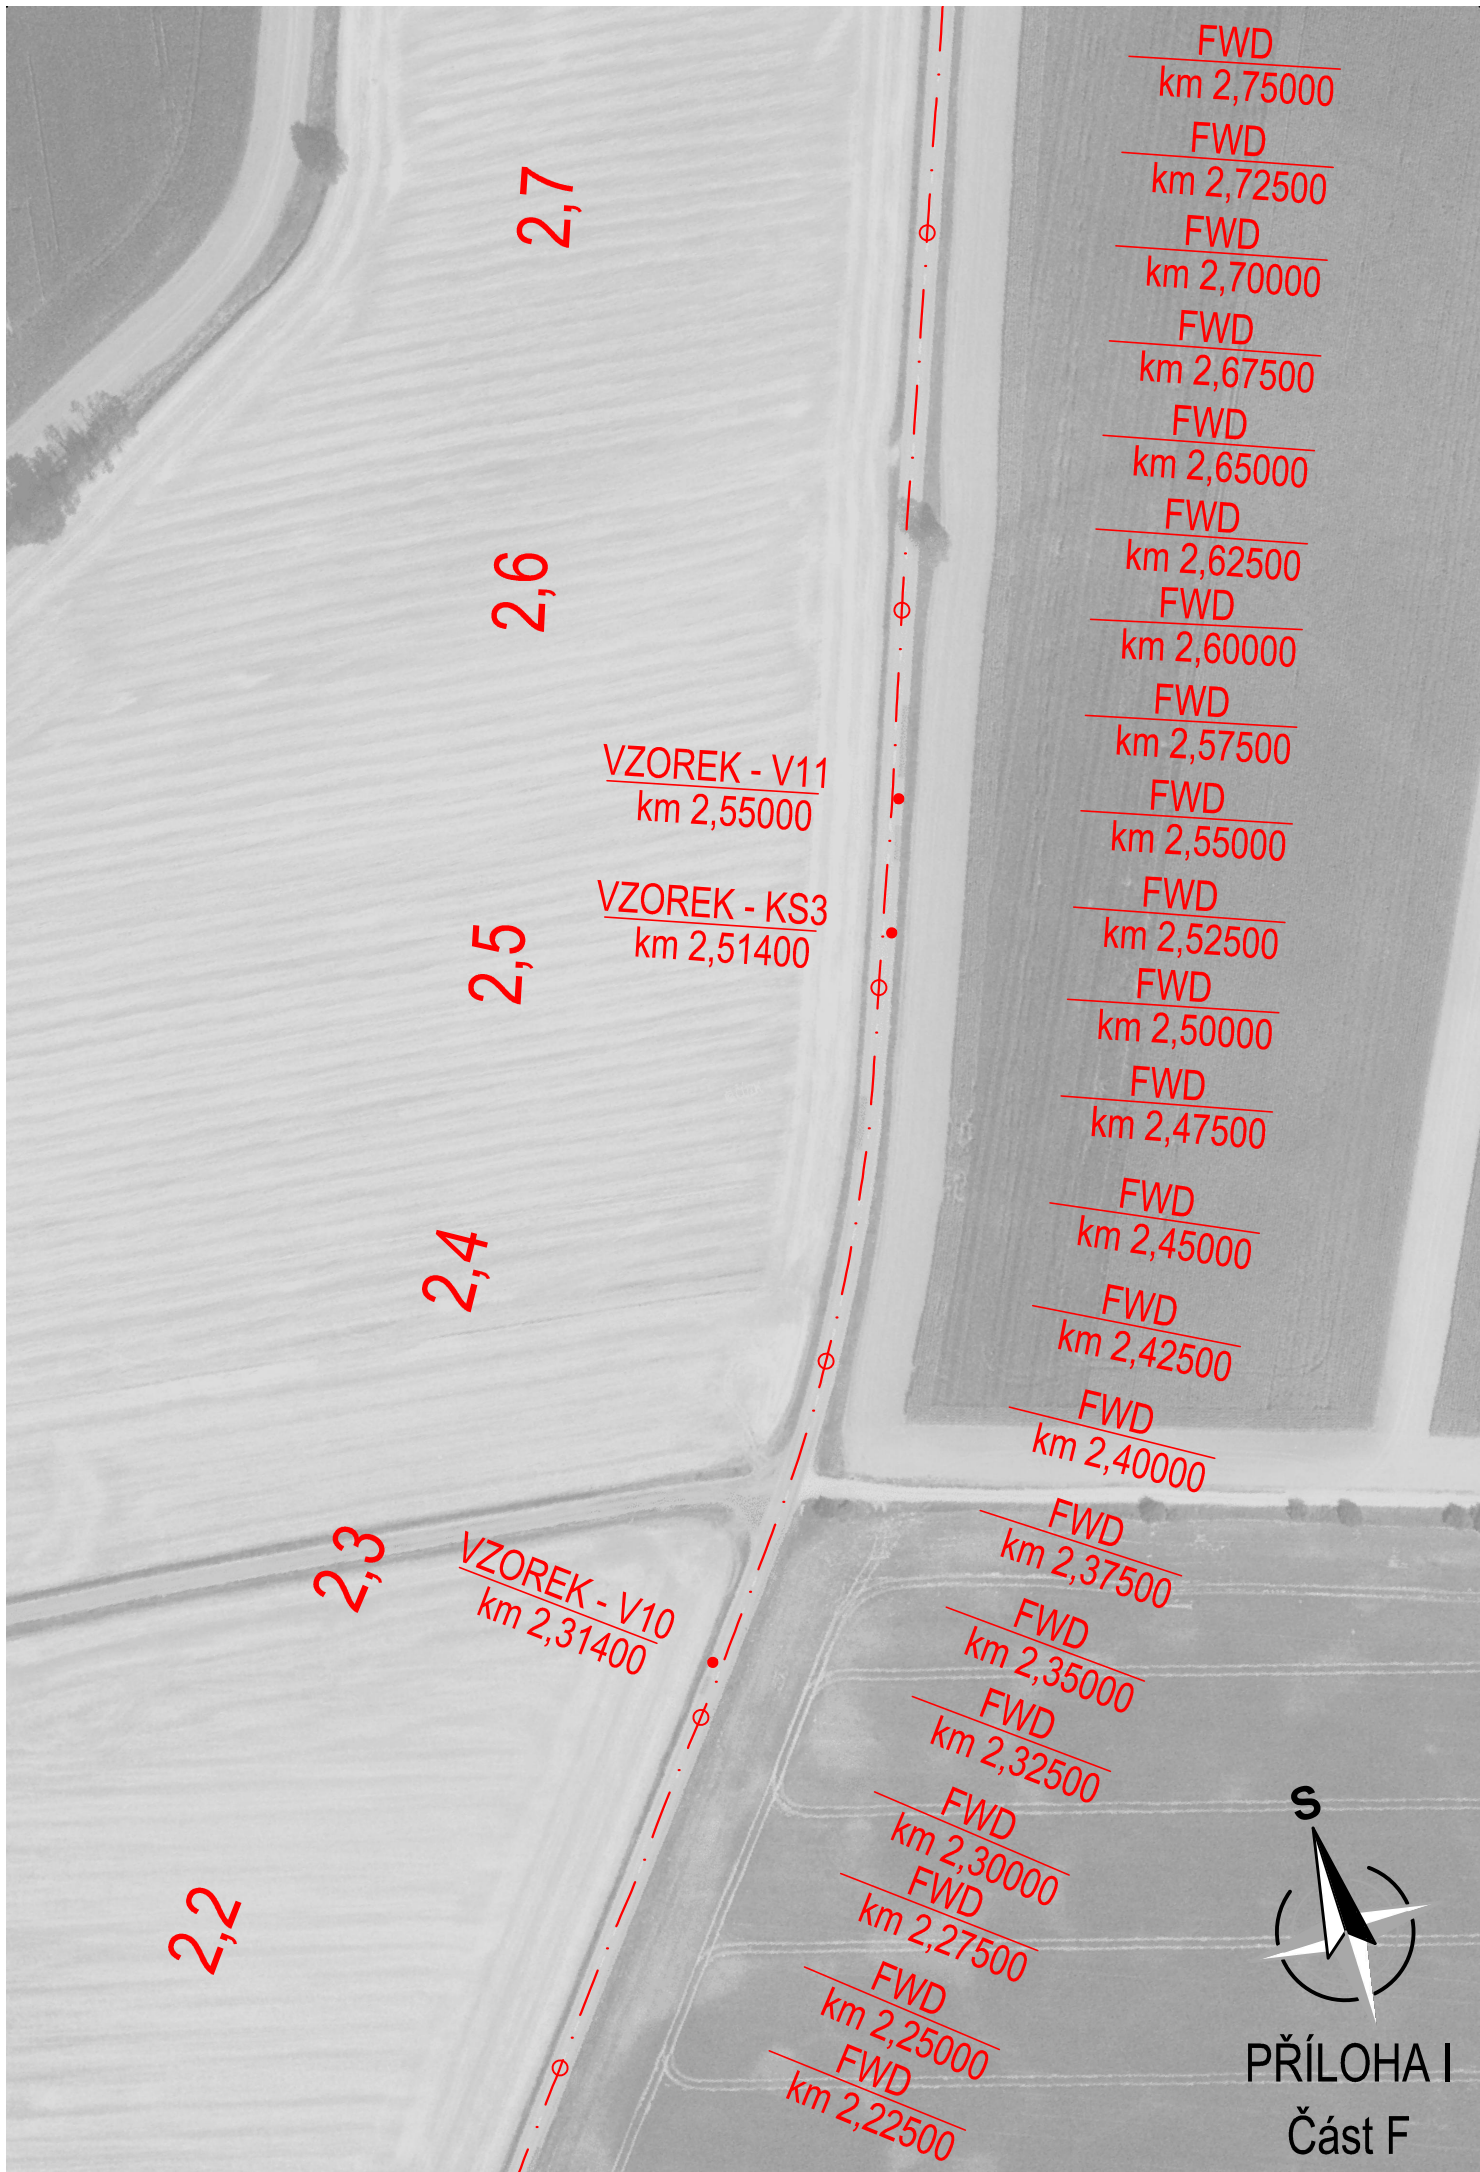 FWD
km 2,75000
FWD
km 2,72500
2,7
FWD
km 2,70000
FWD
km 2,67500
FWD
km 2,65000
FWD
km 2,62500
2,6
FWD
km 2,60000
FWD
km 2,57500
VZOREK - V11
km 2,55000
FWD
km 2,55000
VZOREK - KS3
km 2,51400
FWD
km 2,52500
2,5
FWD
km 2,50000
FWD
km 2,47500
FWD
km 2,45000
2,4
FWD
km 2,42500
FWD
km 2,40000
FWD
km 2,37500
2,3
VZOREK - V10
km 2,31400
FWD
km 2,35000
FWD
km 2,32500
FWD
km 2,30000
FWD
km 2,27500
2,2
FWD
km 2,25000
FWD
km 2,22500
S
PŘÍLOHA I
Část F